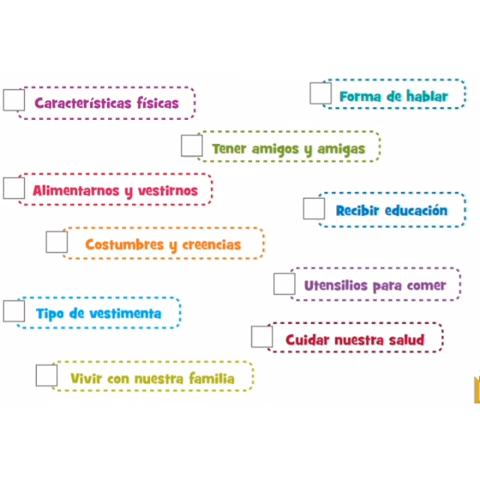 Características físicas
Forma de hablar
Tener amigos y amigas
Alimentarnos y vestirnos
Recibir educación
Costumbres y creencias
Utensilios para comer
Tipo de vestimenta
Cuidar nuestra salud
Vivir con nuestra familia